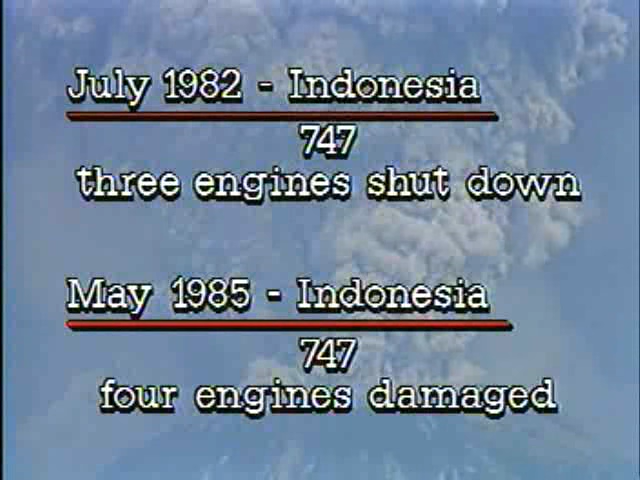 July 1982 - Indonesia
747
three engines shut down
May 1985 - Indonesia
747
four engines damaged